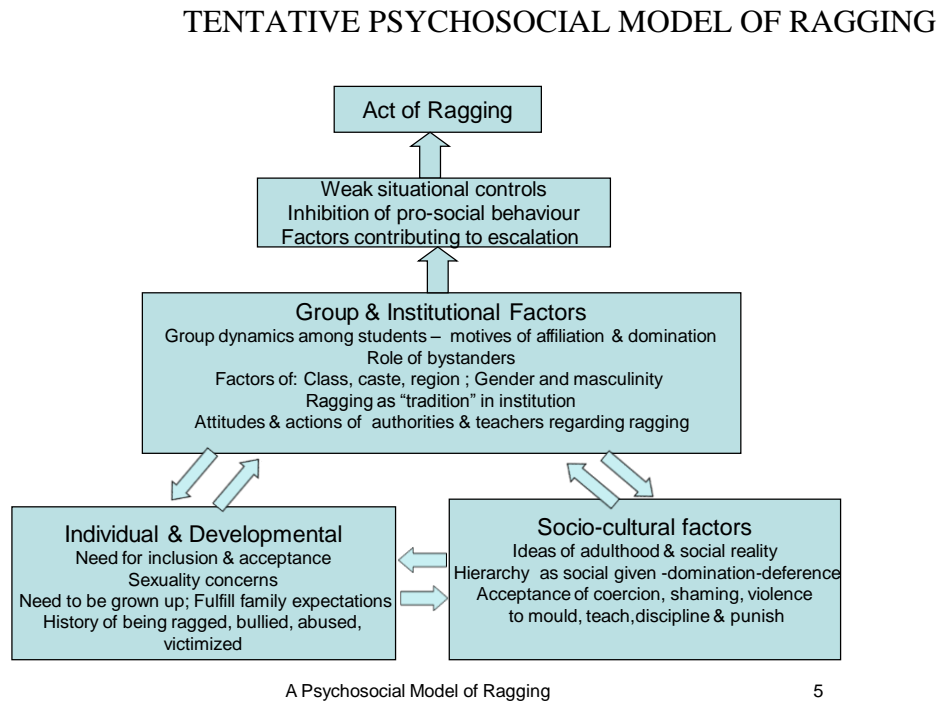 TENTATIVE PSYCHOSOCIAL MODEL OF RAGGING
Act of Ragging
Weak situational controls
Inhibition of pro-social behaviour
Factors contributing to escalation
Group & Institutional Factors
Group dynamics among students – motives of affiliation & domination
Role of bystanders
Factors of: Class, caste, region ; Gender and masculinity
Ragging as “tradition” in institution
Attitudes & actions of authorities & teachers regarding ragging
Individual & Developmental
Need for inclusion & acceptance
Sexuality concerns
Need to be grown up; Fulfill family expectations
History of being ragged, bullied, abused,
victimized
Socio-cultural factors
Ideas of adulthood & social reality
Hierarchy as social given -domination-deference
Acceptance of coercion, shaming, violence
to mould, teach,discipline & punish
A Psychosocial Model of Ragging
5